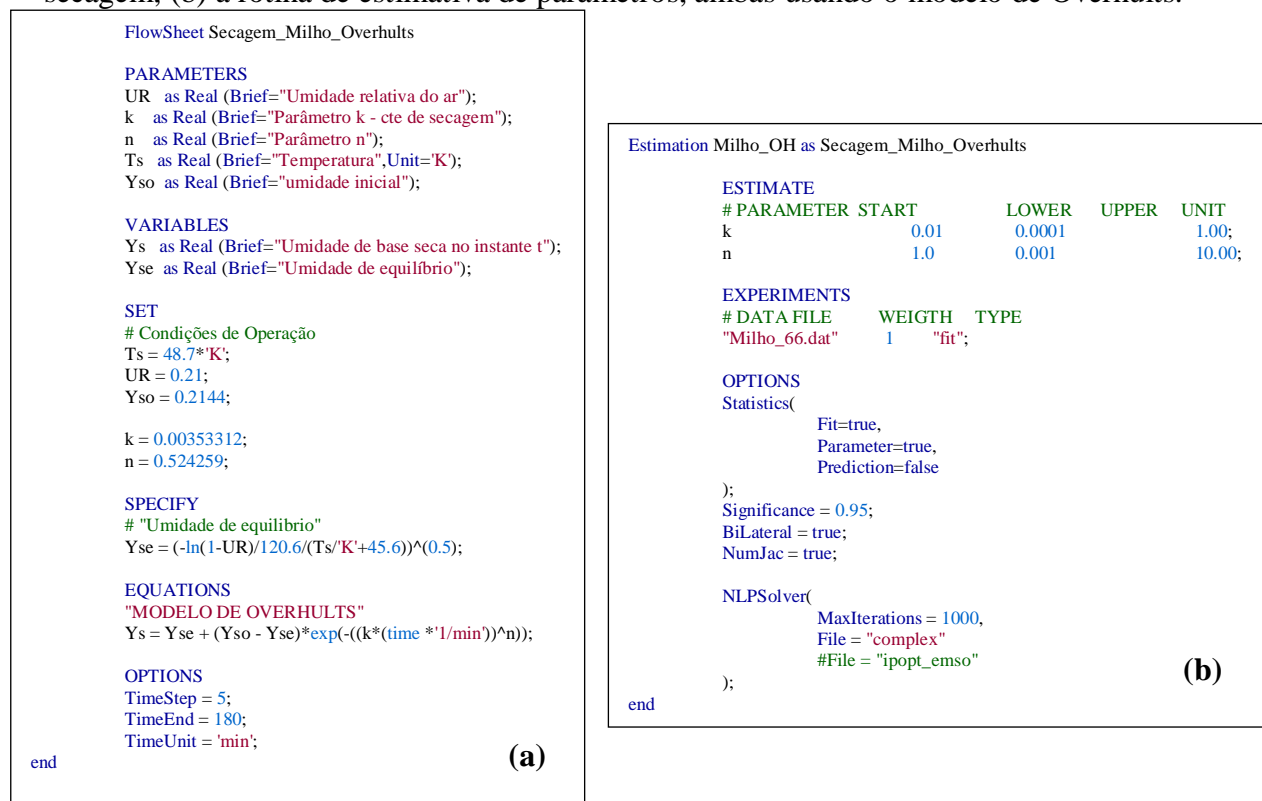 secagem; (b) a rotina de estimativa de parâmetros, ambas usando o modelo de Overhults.
FlowSheet Secagem_Milho_Overhults
PARAMETERS
UR as Real (Brief="Umidade relativa do ar");
k as Real (Brief="Parâmetro k - cte de secagem");
n as Real (Brief="Parâmetro n");
Ts as Real (Brief="Temperatura",Unit='K');
Yso as Real (Brief="umidade inicial");
VARIABLES
Ys as Real (Brief="Umidade de base seca no instante t");
Yse as Real (Brief="Umidade de equilíbrio");
SET
# Condições de Operação
Ts = 48.7*'K';
UR = 0.21;
Yso = 0.2144;
k = 0.00353312;
n = 0.524259;
SPECIFY
# "Umidade de equilibrio"
Yse = (-ln(1-UR)/120.6/(Ts/'K'+45.6))^(0.5);
EQUATIONS
"MODELO DE OVERHULTS"
Ys = Yse + (Yso - Yse)*exp(-((k*(time *'1/min'))^n));
OPTIONS
TimeStep = 5;
TimeEnd = 180;
TimeUnit = 'min';
end
(a)
Estimation Milho_OH as Secagem_Milho_Overhults
ESTIMATE
# PARAMETER START LOWER UPPER UNIT
k 0.01 0.0001 1.00;
n 1.0 0.001 10.00;
EXPERIMENTS
# DATA FILE WEIGTH TYPE
"Milho_66.dat" 1 "fit";
OPTIONS
Statistics(
Fit=true,
Parameter=true,
Prediction=false
);
Significance = 0.95;
BiLateral = true;
NumJac = true;
NLPSolver(
MaxIterations = 1000,
File = "complex"
#File = "ipopt_emso"
);
end
(b)